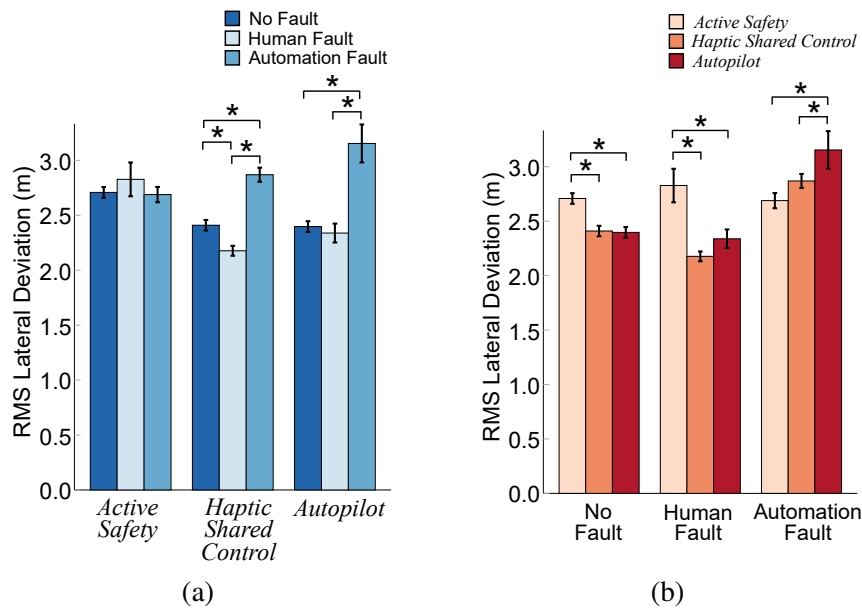 No Fault
Human Fault
Automation Fault
RMS Lateral Deviation (m)
3.0
2.5
2.0
1.5
1.0
0.5
0.0
*
*
*
*
*
Active
Safety
Haptic
Shared
Control
Autopilot
(a)
Active Safety
Haptic Shared Control
Autopilot
RMS Lateral Deviation (m)
3.0
2.5
2.0
1.5
1.0
0.5
0.0
*
*
*
*
*
*
No
Fault
Human
Fault
Automation
Fault
(b)